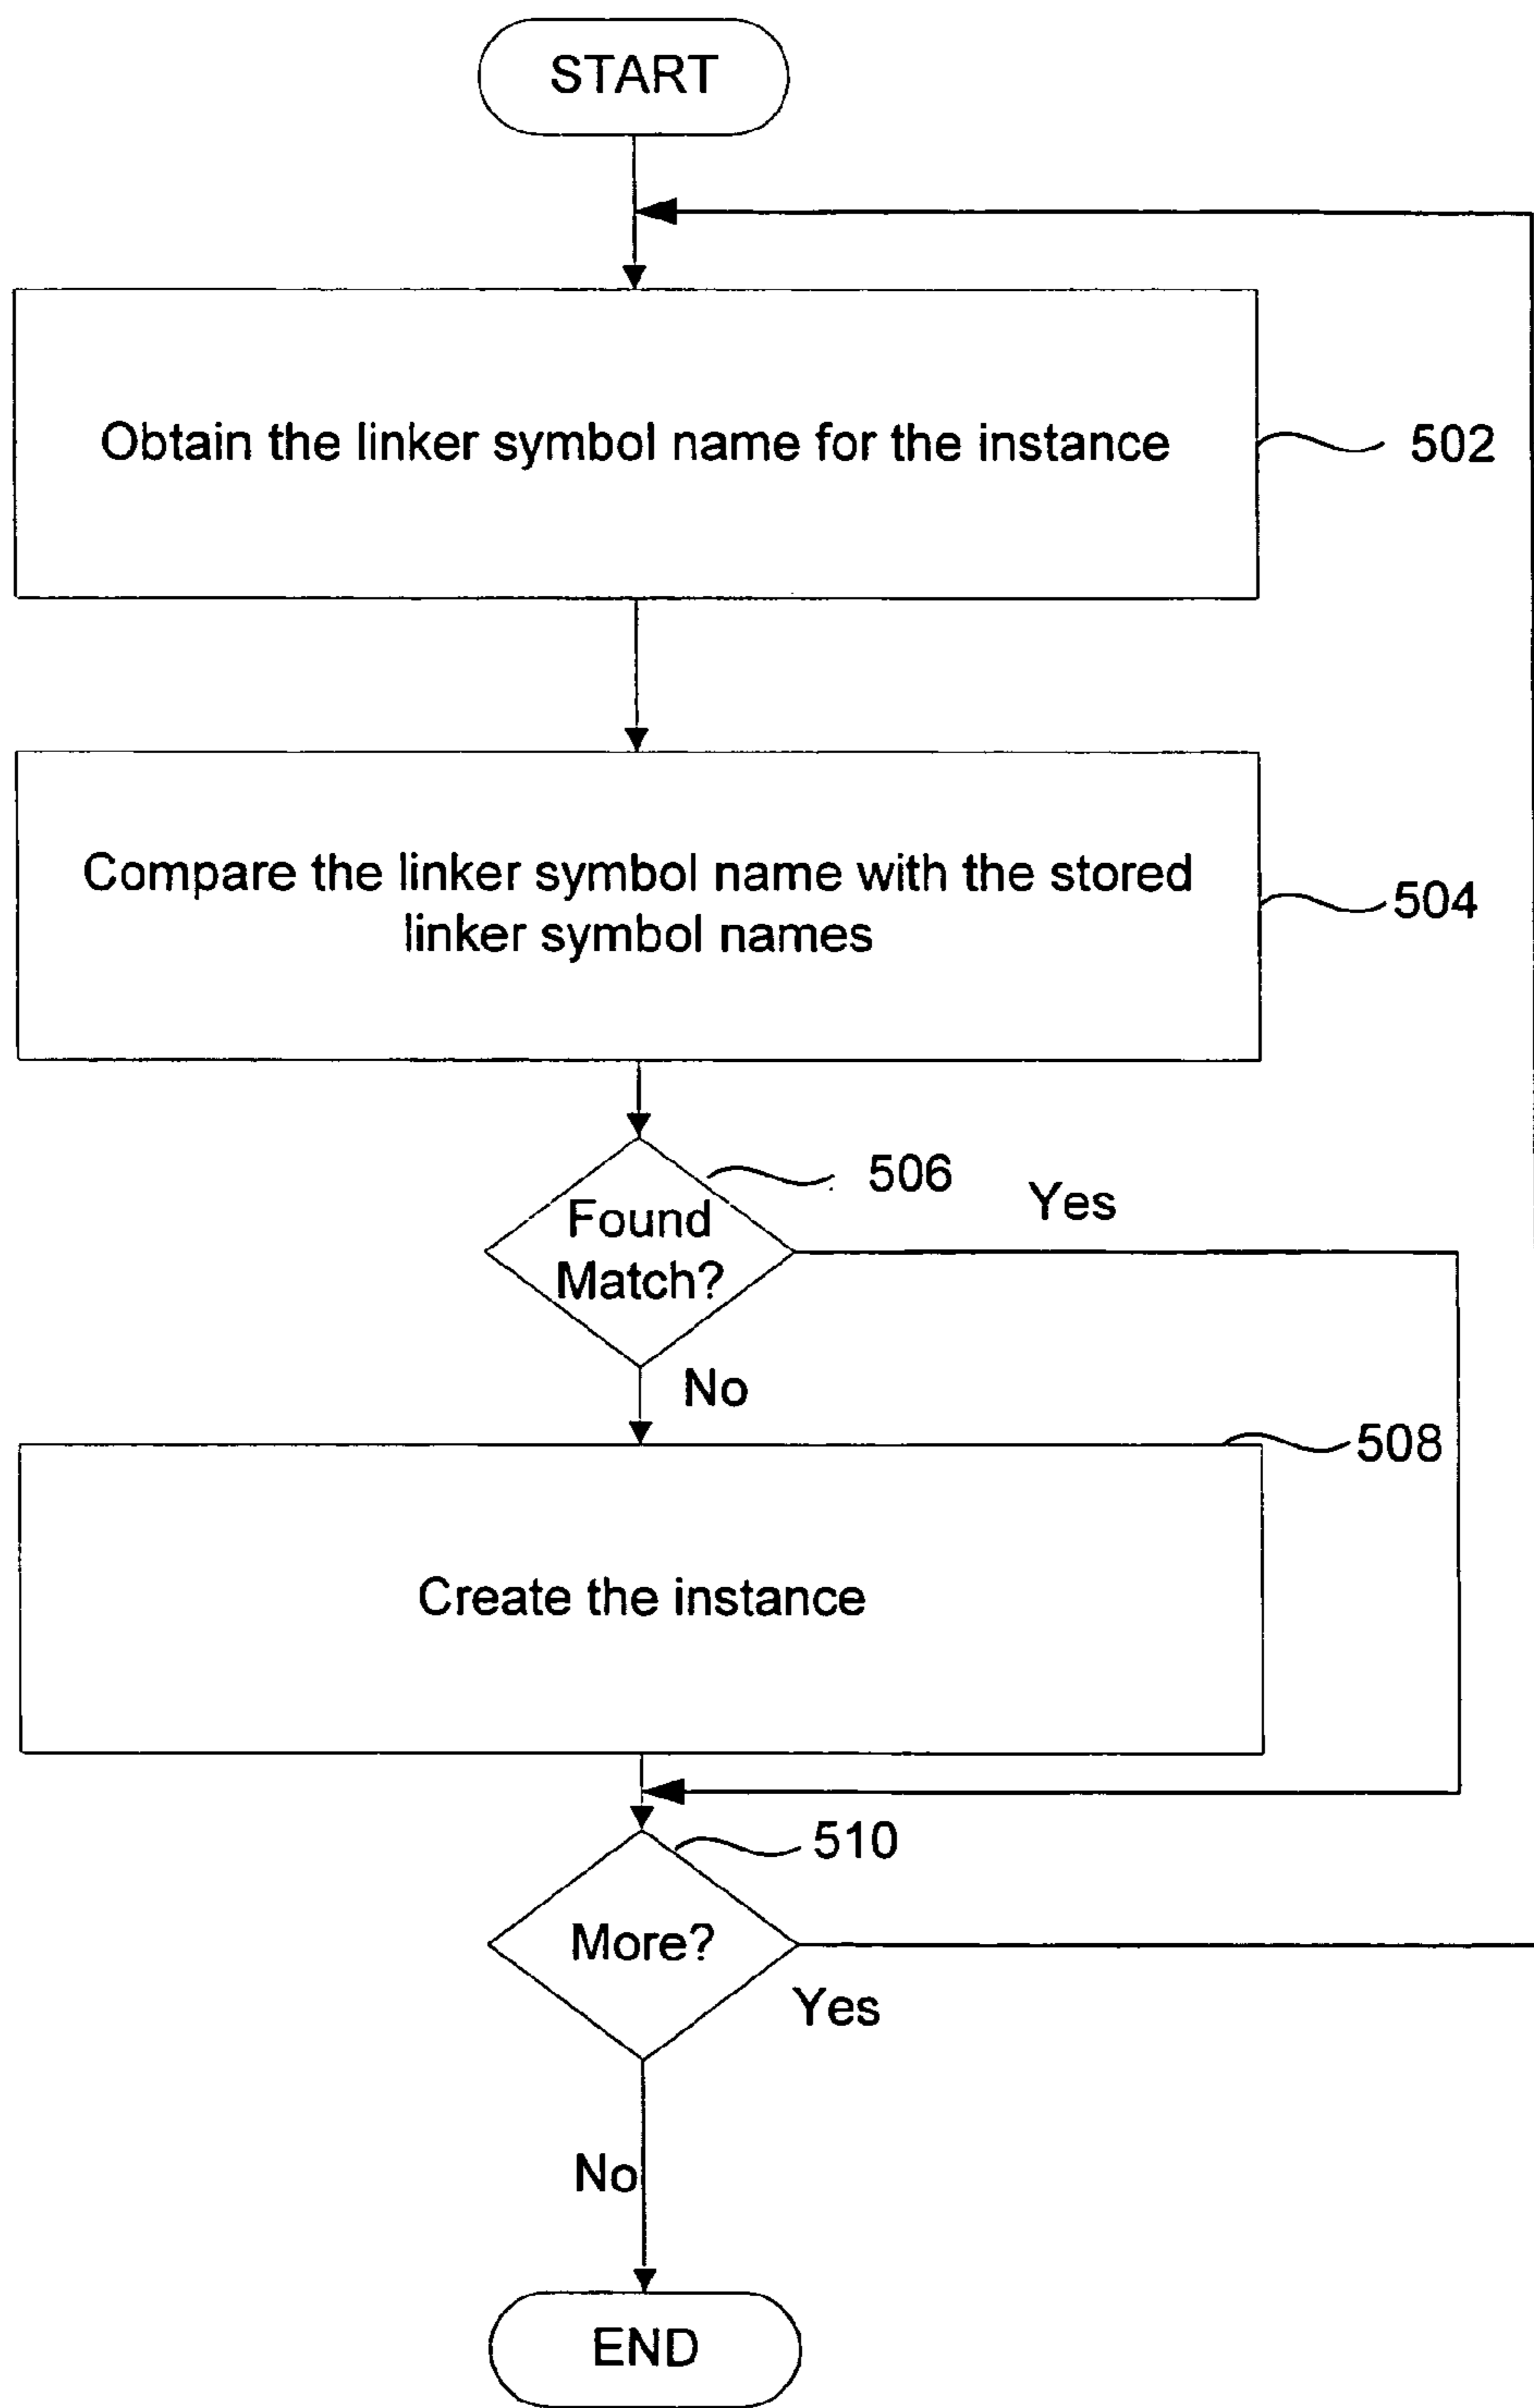 START
Obtain the linker symbol name for the instance
502
Compare the linker symbol name with the stored
linker symbol names
504
506
Found
Match?
Yes
No
508
Create the instance
510
More?
Yes
No
END